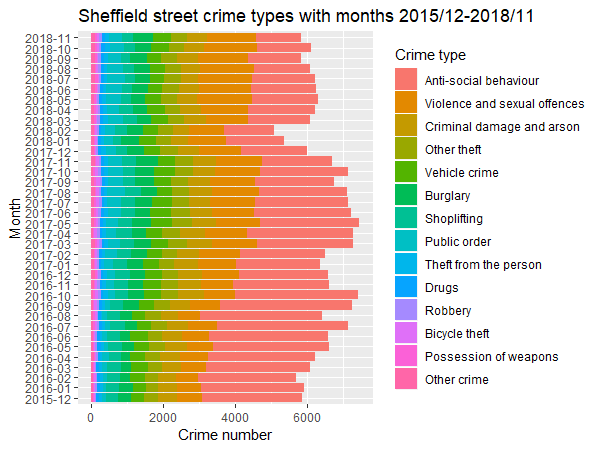 Sheffield street crime types with months 2015/12-2018/11
Month
2018-11
2018-10
2018-09
2018-08
2018-07
2018-06
2018-05
2018-04
2018-03
2018-02
2018-01
2017-12
2017-11
2017-10
2017-09
2017-08
2017-07
2017-06
2017-05
2017-04
2017-03
2017-02
2017-01
2016-12
2016-11
2016-10
2016-09
2016-08
2016-07
2016-06
2016-05
2016-04
2016-03
2016-02
2016-01
2015-12
0 2000 4000 6000
Crime number
Crime type
Anti-social behaviour
Violence and sexual offences
Criminal damage and arson
Other theft
Vehicle crime
Burglary
Shoplifting
Public order
Theft from the person
Drugs
Robbery
Bicycle theft
Possession of weapons
Other crime